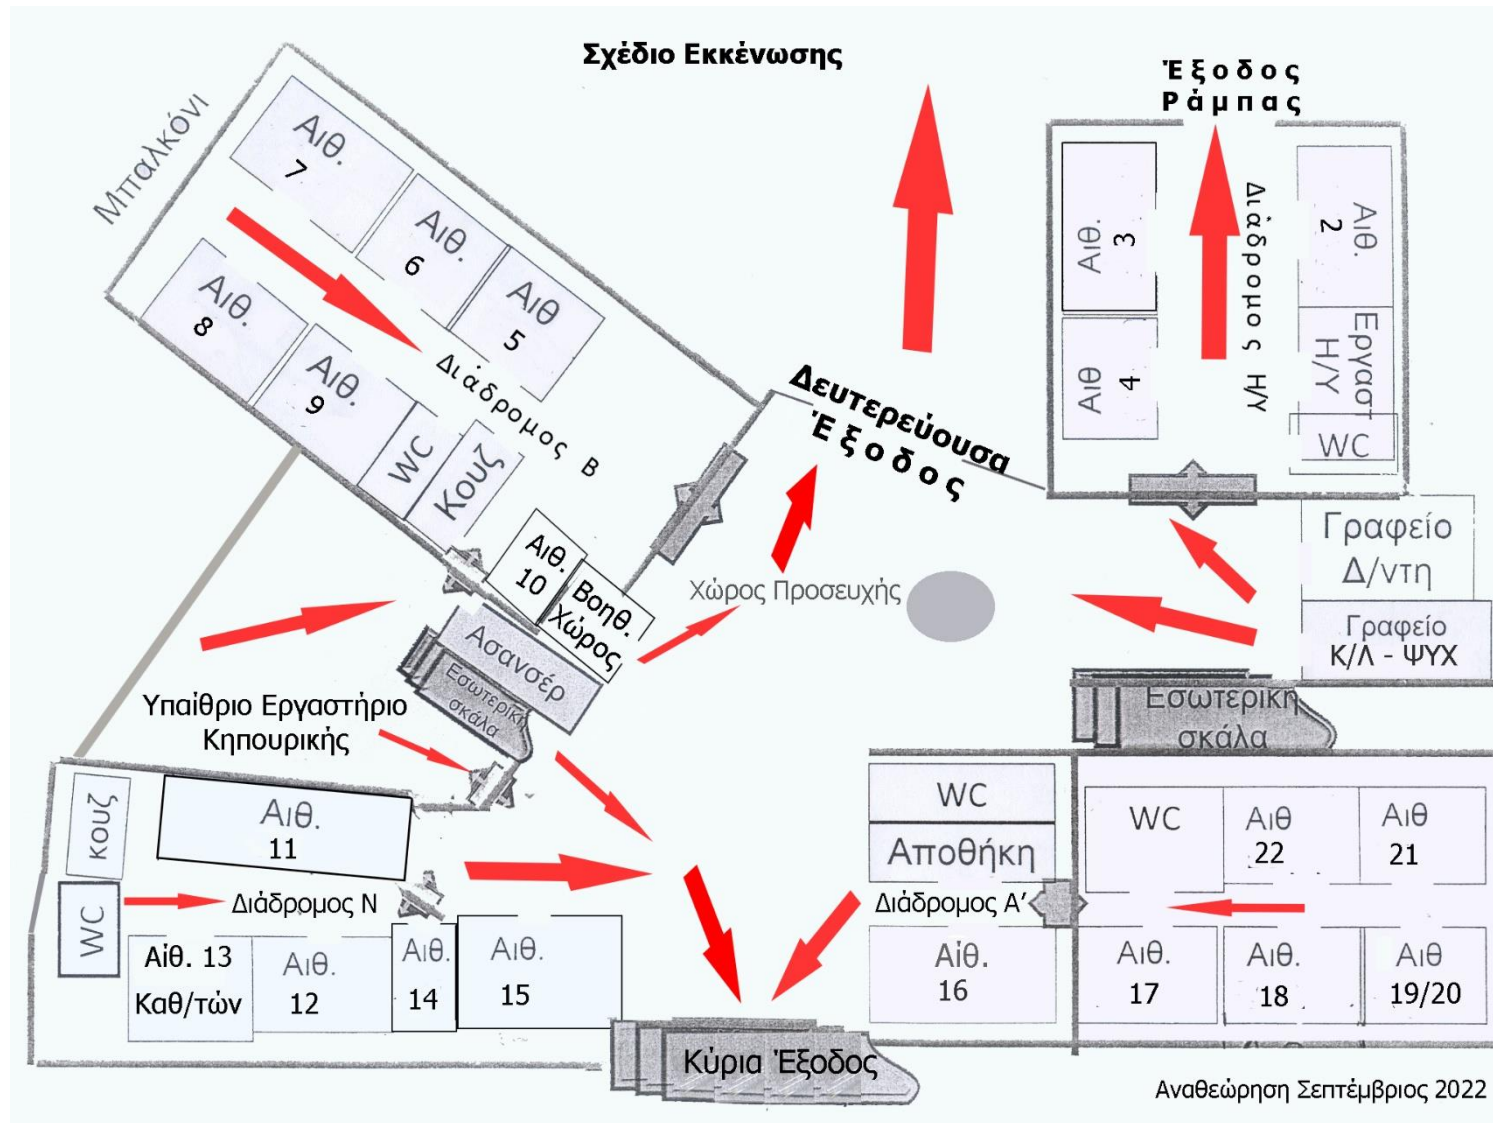 Σχέδιο Εκκένωσης
Έξοδος
Ράμπας
Μπαλκόνι
Αιθ.
7
Αιθ.
6
Αιθ
5
Αιθ.
8
Αιθ.
9
WC
Κουζ
Διάδρομος Β
Αιθ.
10
Βοηθ.
Χώρος
Ασανσέρ
Εσωτερική
σκάλα
Δευτερεύουσα
Έξοδος
Χώρος Προσευχής
Αιθ.
3
Αιθ
4
Διάδρομος Η/Υ
Αιθ.
2
Εργαστ
Η/Υ
WC
Γραφείο
Δ/ντη
Γραφείο
Κ/Λ - ΨΥΧ
Εσωτερική
σκάλα
Υπαίθριο Εργαστήριο
Κηπουρικής
κουζ
Αιθ.
11
WC
Διάδρομος Ν
Αίθ. 13
Καθ/τών
Αιθ.
12
Αιθ.
14
Αιθ.
15
WC
Αποθήκη
Διάδρομος Α'
Αίθ.
16
WC
Αιθ
22
Αιθ
21
Αιθ.
17
Αιθ.
18
Αιθ
19/20
Κύρια Έξοδος
Αναθεώρηση Σεπτέμβριος 2022